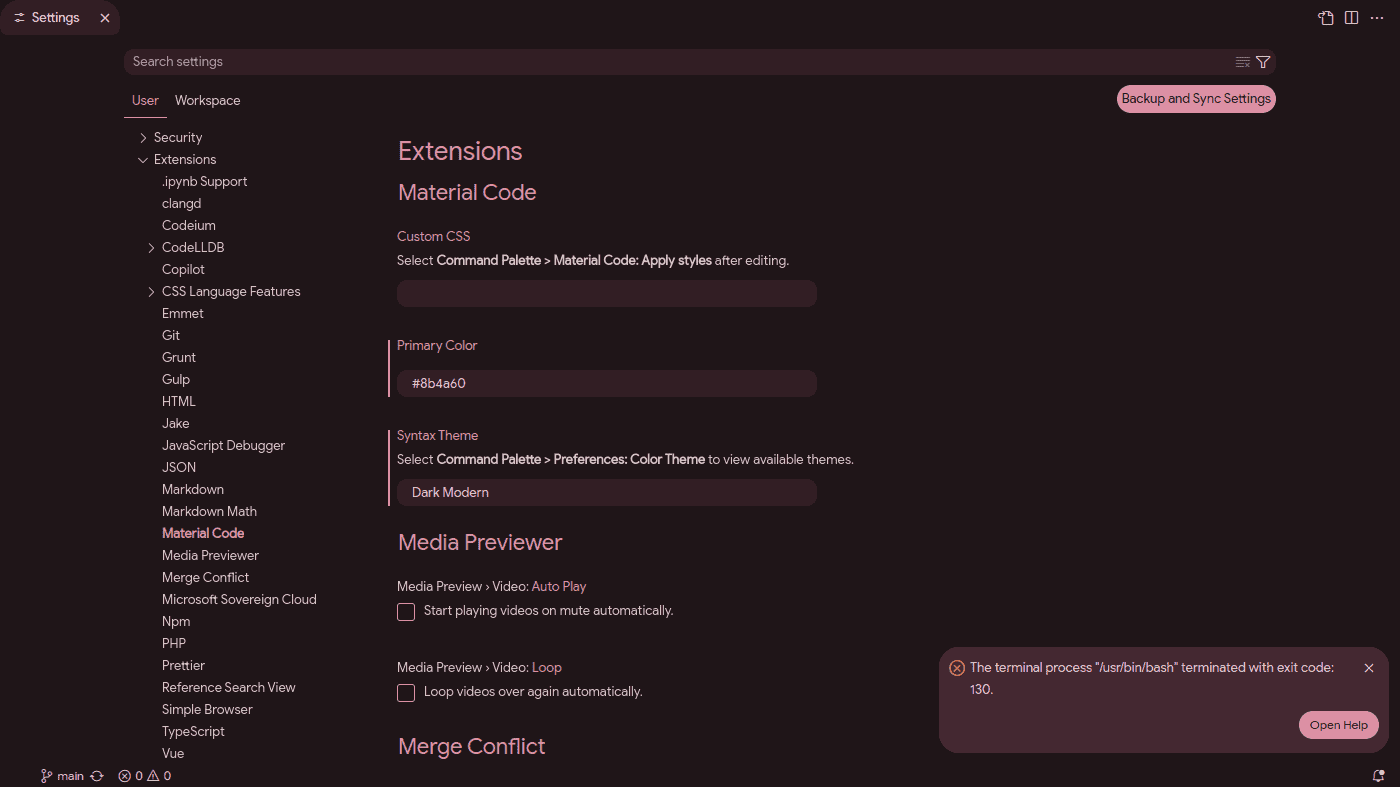 Settings
Search settings
User Workspace
Backup and Sync Settings
Security
Extensions
.ipynb Support
clangd
Codeium
CodeLLDB
Copilot
CSS Language Features
Emmet
Git
Grunt
Gulp
HTML
Jake
JavaScript Debugger
JSON
Markdown
Markdown Math
Material Code
Media Previewer
Merge Conflict
Microsoft Sovereign Cloud
Npm
PHP
Prettier
Reference Search View
Simple Browser
TypeScript
Vue
Extensions
Material Code
Custom CSS
Select Command Palette > Material Code: Apply styles after editing.
Primary Color
#8b4a60
Syntax Theme
Select Command Palette > Preferences: Color Theme to view available themes.
Dark Modern
Media Previewer
Media Preview › Video: Auto Play
Start playing videos on mute automatically.
Media Preview › Video: Loop
Loop videos over again automatically.
Merge Conflict
The terminal process "/usr/bin/bash" terminated with exit code:
130.
Open Help
main 0 0